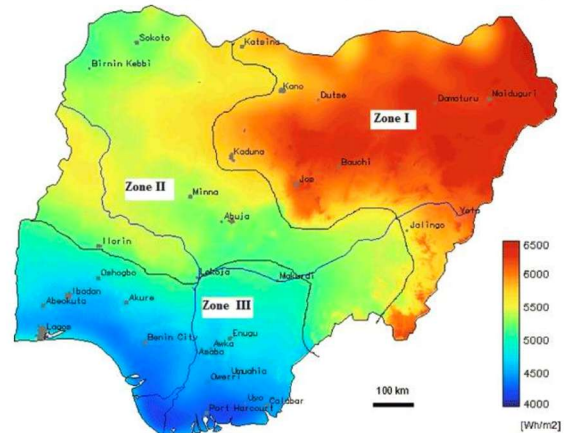 Sokoto
Katsina
Birnin Kebbi
Kano
Dutse
Damaturu
Maiduguri
Zone I
Kaduna
Bauchi
Jos
Zone II
Minna
Abuja
Yola
Jalingo
Ilorin
Oshogbo
Lokoja
Makurdi
Ibadan
Abeokuta
Akure
Zone III
Lagos
Benin City
Enugu
Awka
Asaba
Umuahia
Owerri
Uyo
Calabar
Port Harcourt
100 km
6500
6000
5500
5000
4500
4000
[Wh/m2]